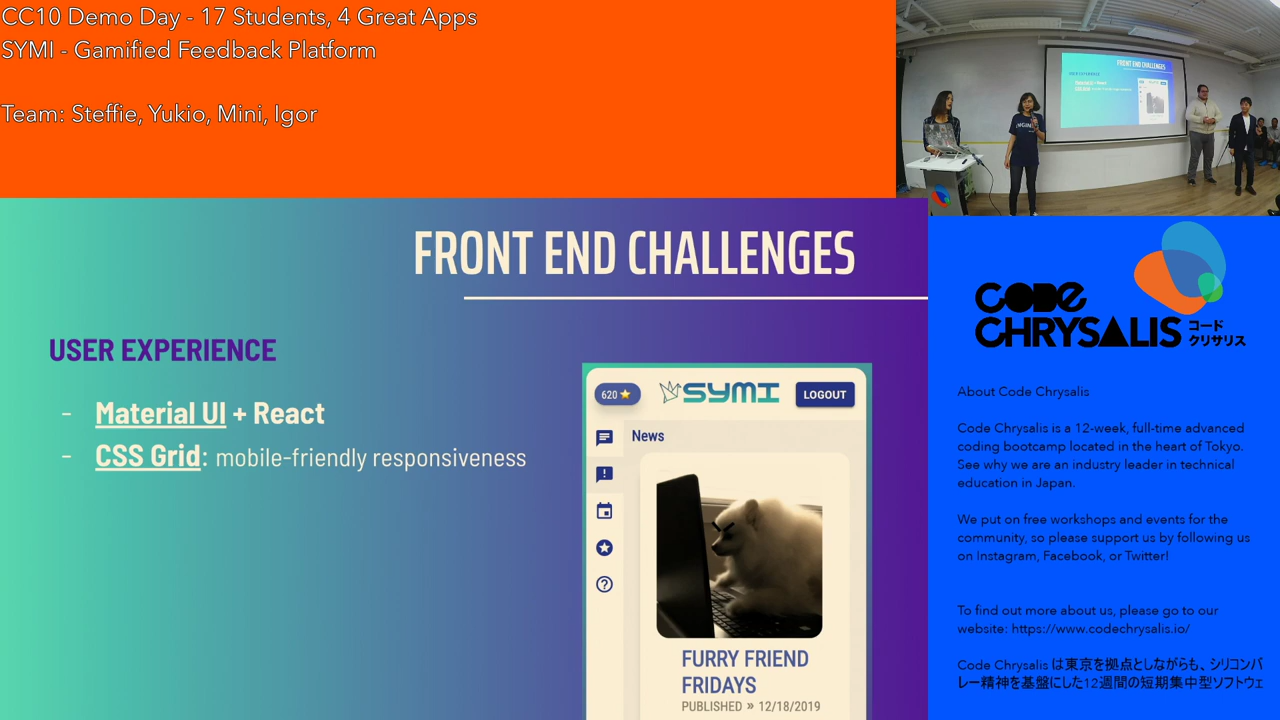 CC10 Demo Day - 17 Students, 4 Great Apps
SYMI - Gamified Feedback Platform
Team: Steffie, Yukio, Mini, Igor
FRONT END CHALLENGES
FRONT END CHALLENGES
USER EXPERIENCE
- Material UI + React
- CSS Grid: mobile-friendly responsiveness
620
SYMI
LOGOUT
News
FURRY FRIEND
FRIDAYS
PUBLISHED » 12/18/2019
CODE
CHRYSALIS
コード
クリサリス
About Code Chrysalis
Code Chrysalis is a 12-week, full-time advanced
coding bootcamp located in the heart of Tokyo.
See why we are an industry leader in technical
education in Japan.
We put on free workshops and events for the
community, so please support us by following us
on Instagram, Facebook, or Twitter!
To find out more about us, please go to our
website: https://www.codechrysalis.io/
Code Chrysalis は東京を拠点としながらも、シリコンバ
レー精神を基盤にした12週間の短期集中型ソフトウェ